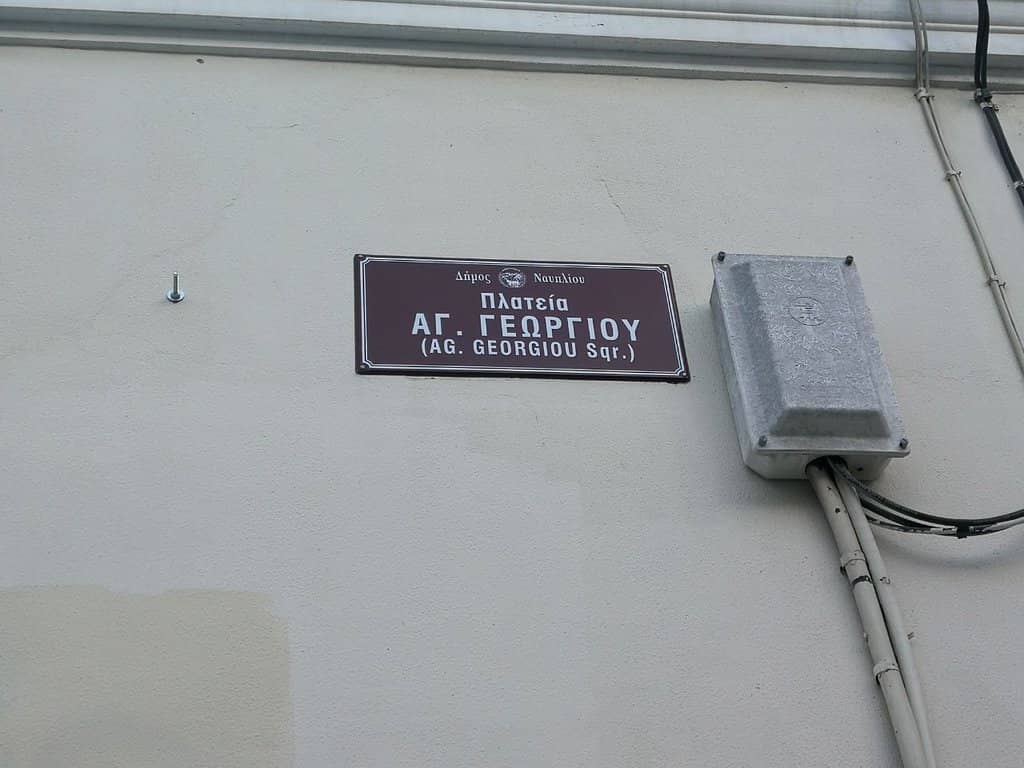 Δήμος Ναυπλίου
Πλατεία
ΑΓ. ΓΕΩΡΓΙΟΥ
(AG. GEORGIOU Sqr.)